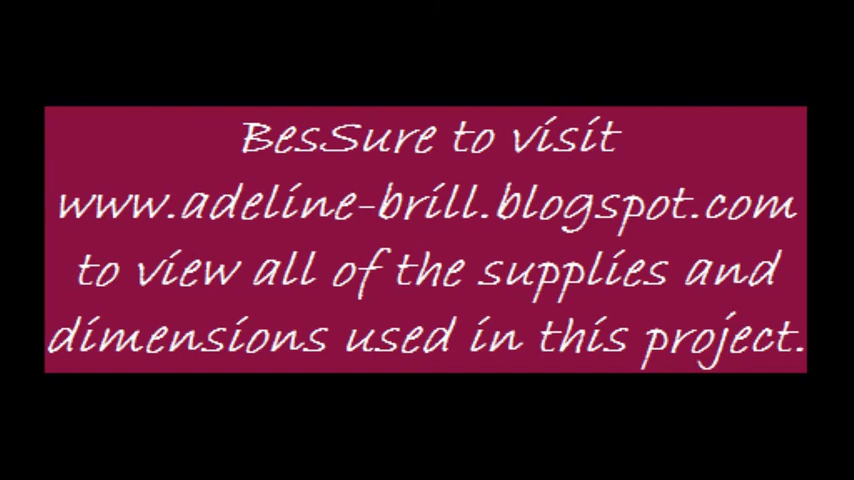 BesSure to visit
www.adeline-brill.blogspot.com
to view all of the supplies and
dimensions used in this project.